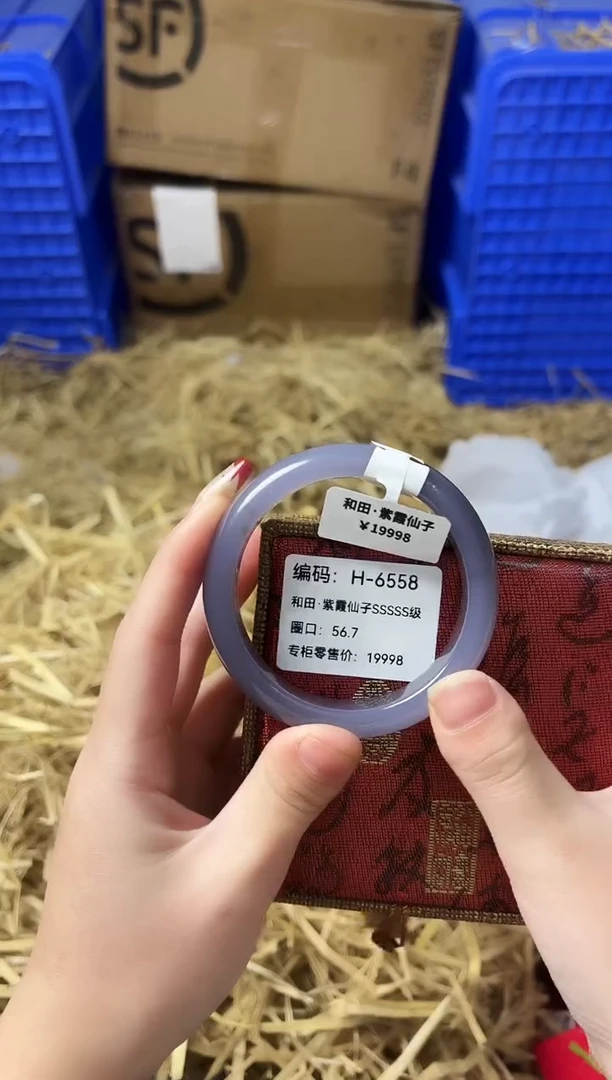 SF
和田·紫霞仙子
￥19998
编码：H-6558
和田·紫霞仙子SSSSS级
圈口：56.7
专柜零售价：19998